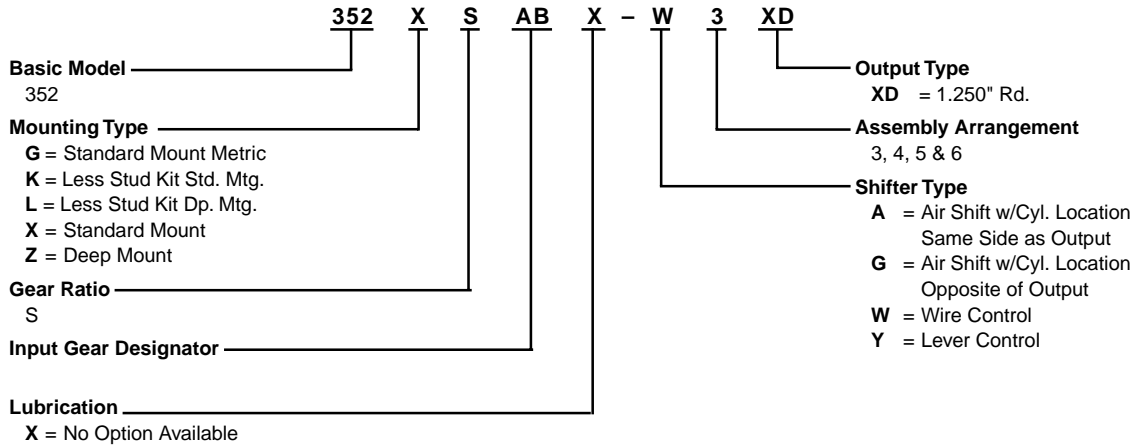 352 X S AB X – W 3 XD
Basic Model
352
Mounting Type
G = Standard Mount Metric
K = Less Stud Kit Std. Mtg.
L = Less Stud Kit Dp. Mtg.
X = Standard Mount
Z = Deep Mount
Gear Ratio
S
Input Gear Designator
Lubrication
X = No Option Available
Output Type
XD = 1.250" Rd.
Assembly Arrangement
3, 4, 5 & 6
Shifter Type
A = Air Shift w/Cyl. Location
Same Side as Output
G = Air Shift w/Cyl. Location
Opposite of Output
W = Wire Control
Y = Lever Control